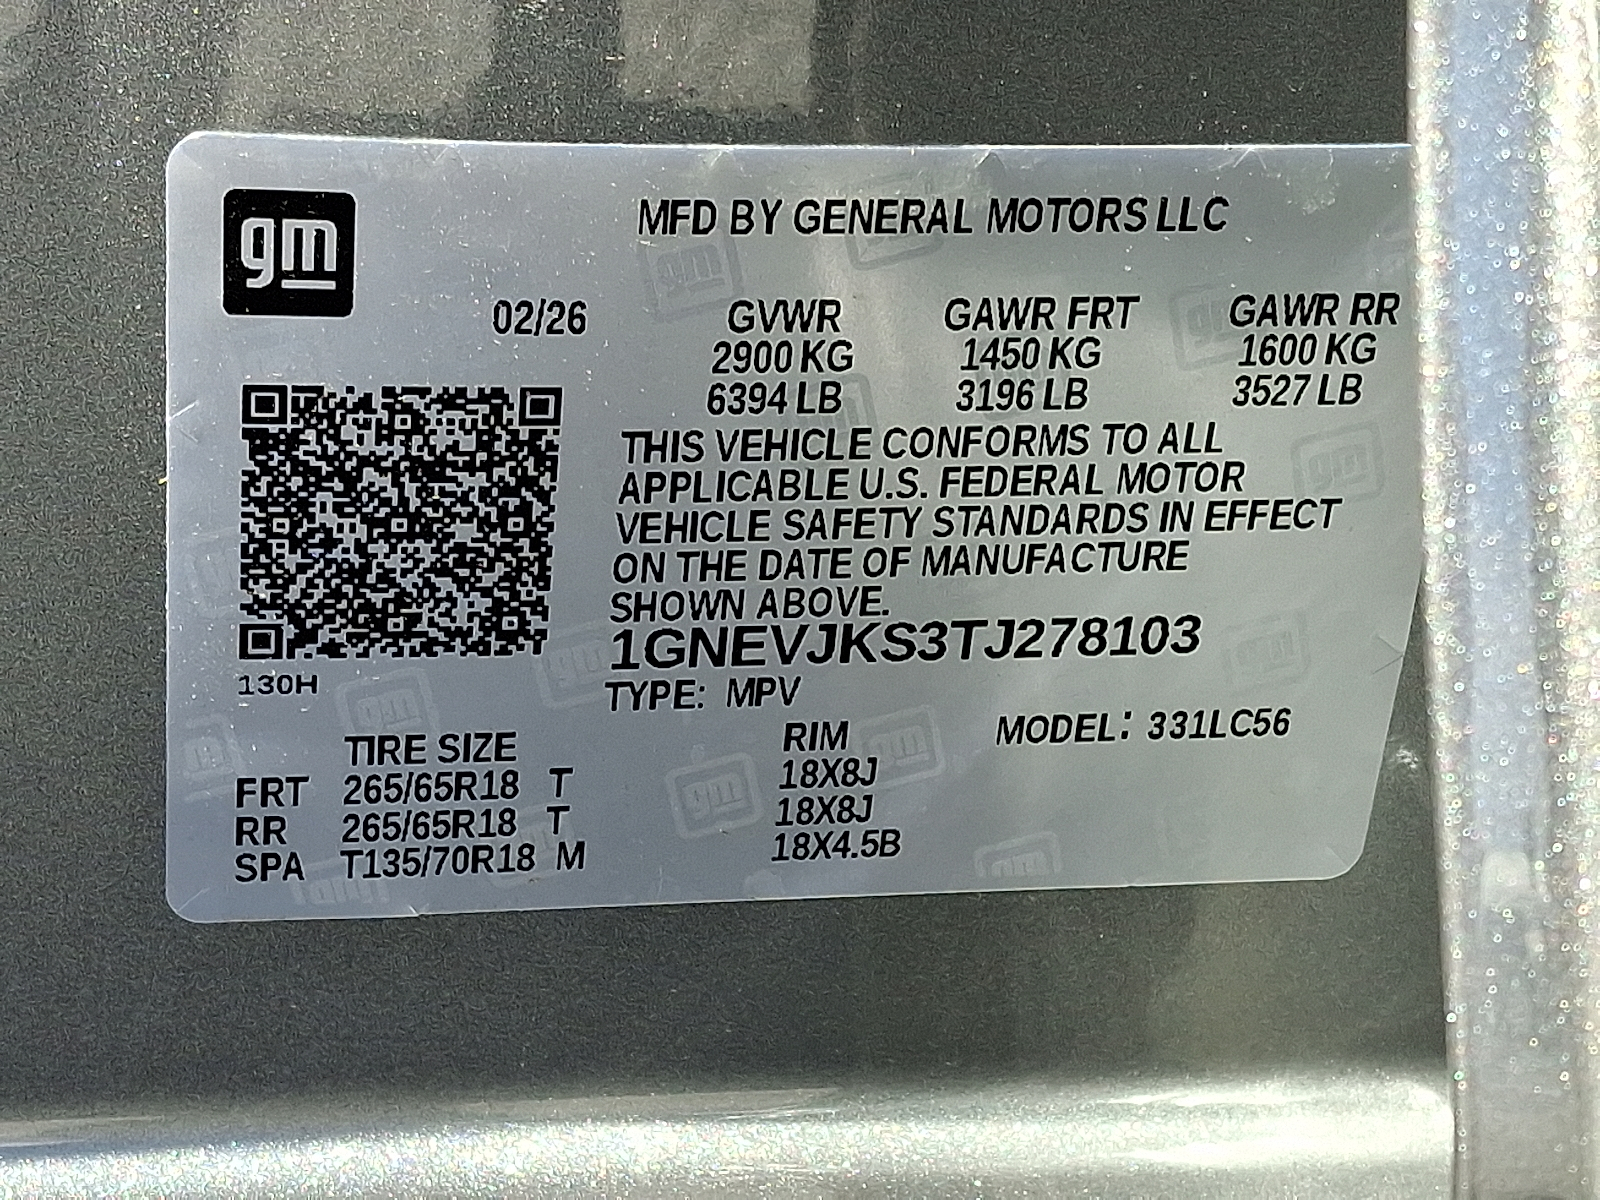 gm
MFD BY GENERAL MOTORS LLC
02/26 GVWR GAWR FRT GAWR RR
2900 KG 1450 KG 1600 KG
6394 LB 3196 LB 3527 LB
THIS VEHICLE CONFORMS TO ALL
APPLICABLE U.S. FEDERAL MOTOR
VEHICLE SAFETY STANDARDS IN EFFECT
ON THE DATE OF MANUFACTURE
SHOWN ABOVE.
1GNEVJKS3TJ278103
130H
TYPE: MPV
MODEL: 331LC56
TIRE SIZE RIM
FRT 265/65R18 T 18X8J
RR 265/65R18 T 18X8J
SPA T135/70R18 M 18X4.5B